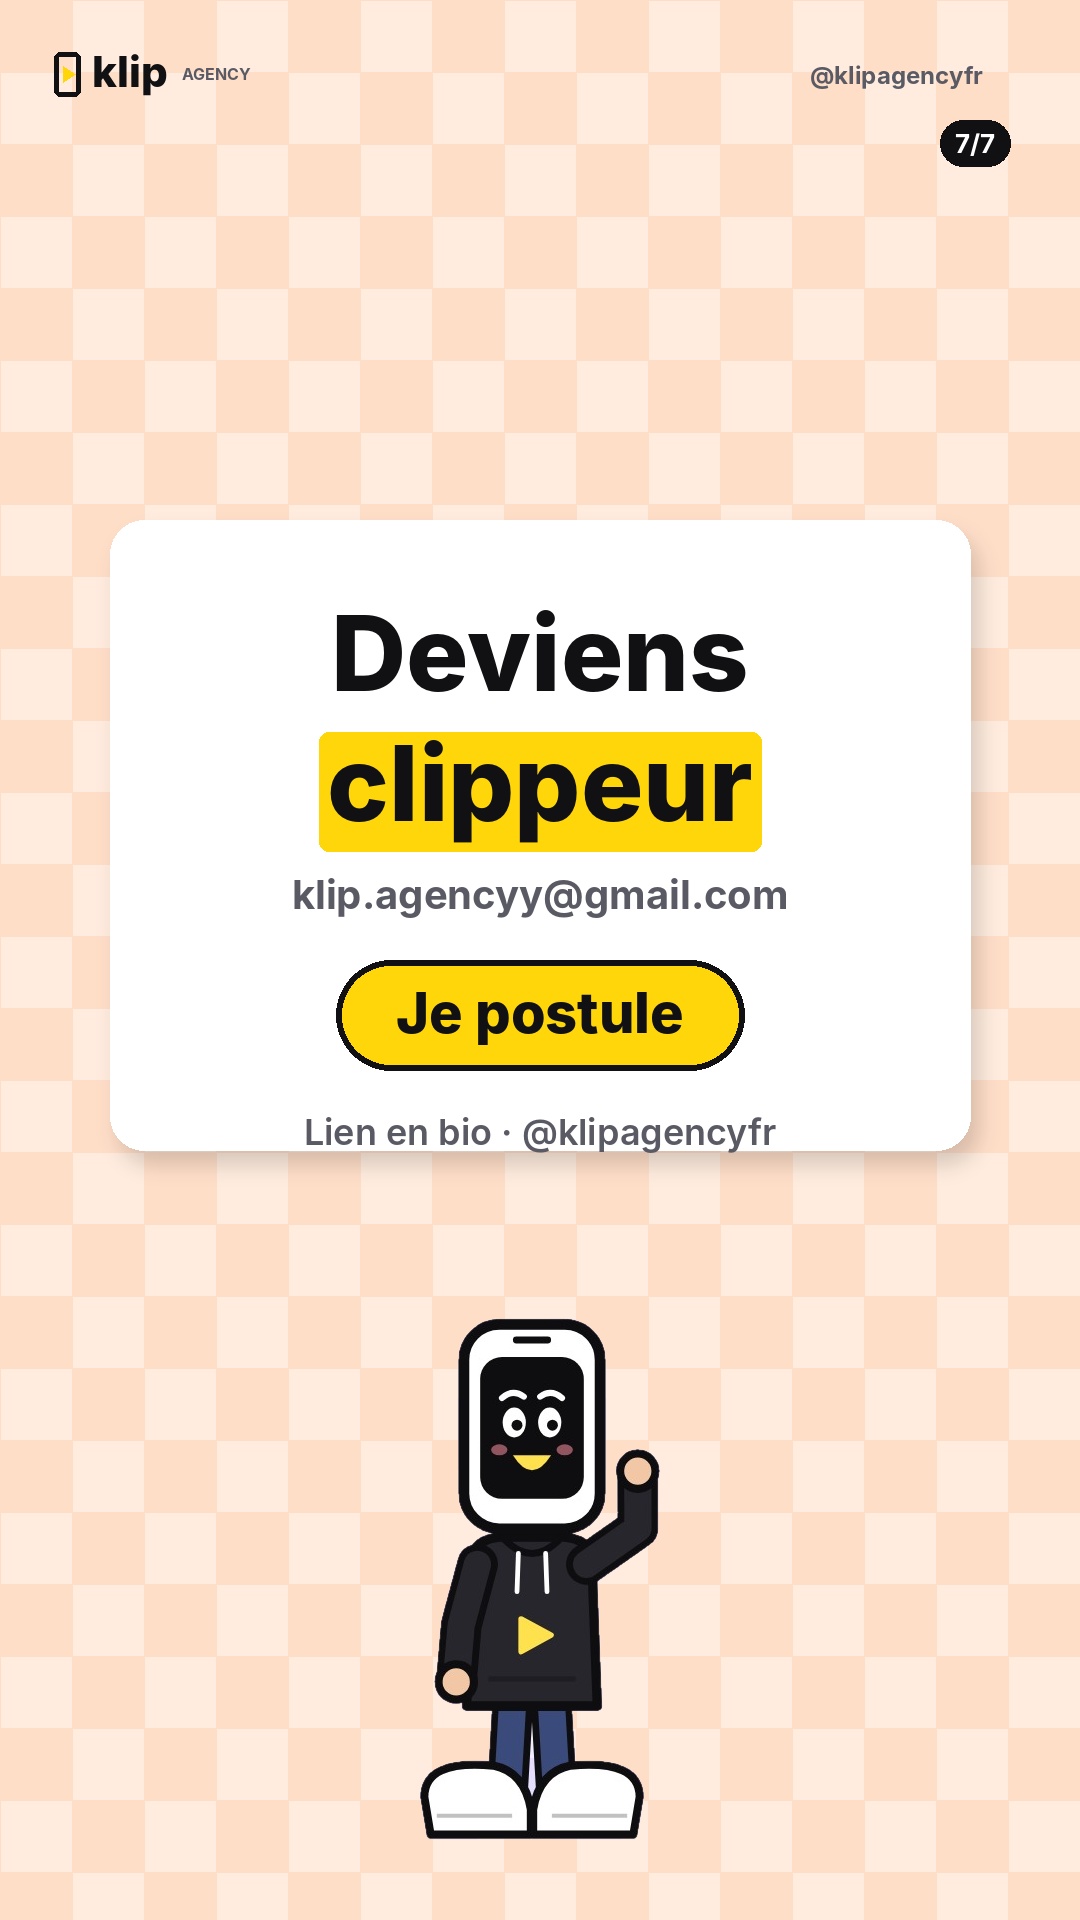 klip AGENCY
@klipagencyfr
7/7
Deviens
clippeur
klip.agencyy@gmail.com
Je postule
Lien en bio · @klipagencyfr